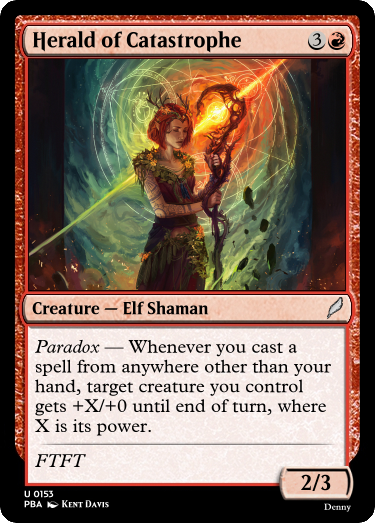 Herald of Catastrophe 3
Creature — Elf Shaman
Paradox — Whenever you cast a
spell from anywhere other than your
hand, target creature you control
gets +X/+0 until end of turn, where
X is its power.
FTFT
2/3
U 0153
PBA Kent Davis
Denny